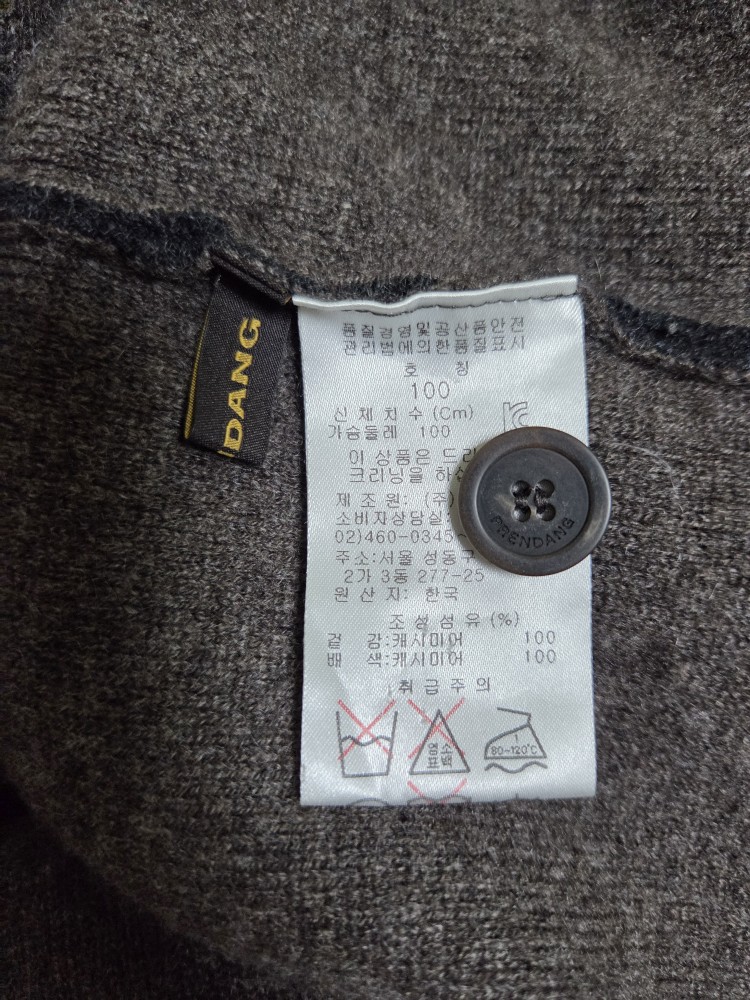 DANG
품질경영및공산품안전
관리법에의한품질표시
호 칭
100
신체치수(Cm)
가슴둘레 100
이 상품은 드라
크리닝을 하
제 조 원: (주)
소비자상담실:
02)460-0345
주소:서울 성동구
2가 3동 277-25
원 산 지: 한국
조성섬유(%)
겉 감:캐시미어 100
배 색:캐시미어 100
취급주의
염소
표백
80~120℃
FRENDANG